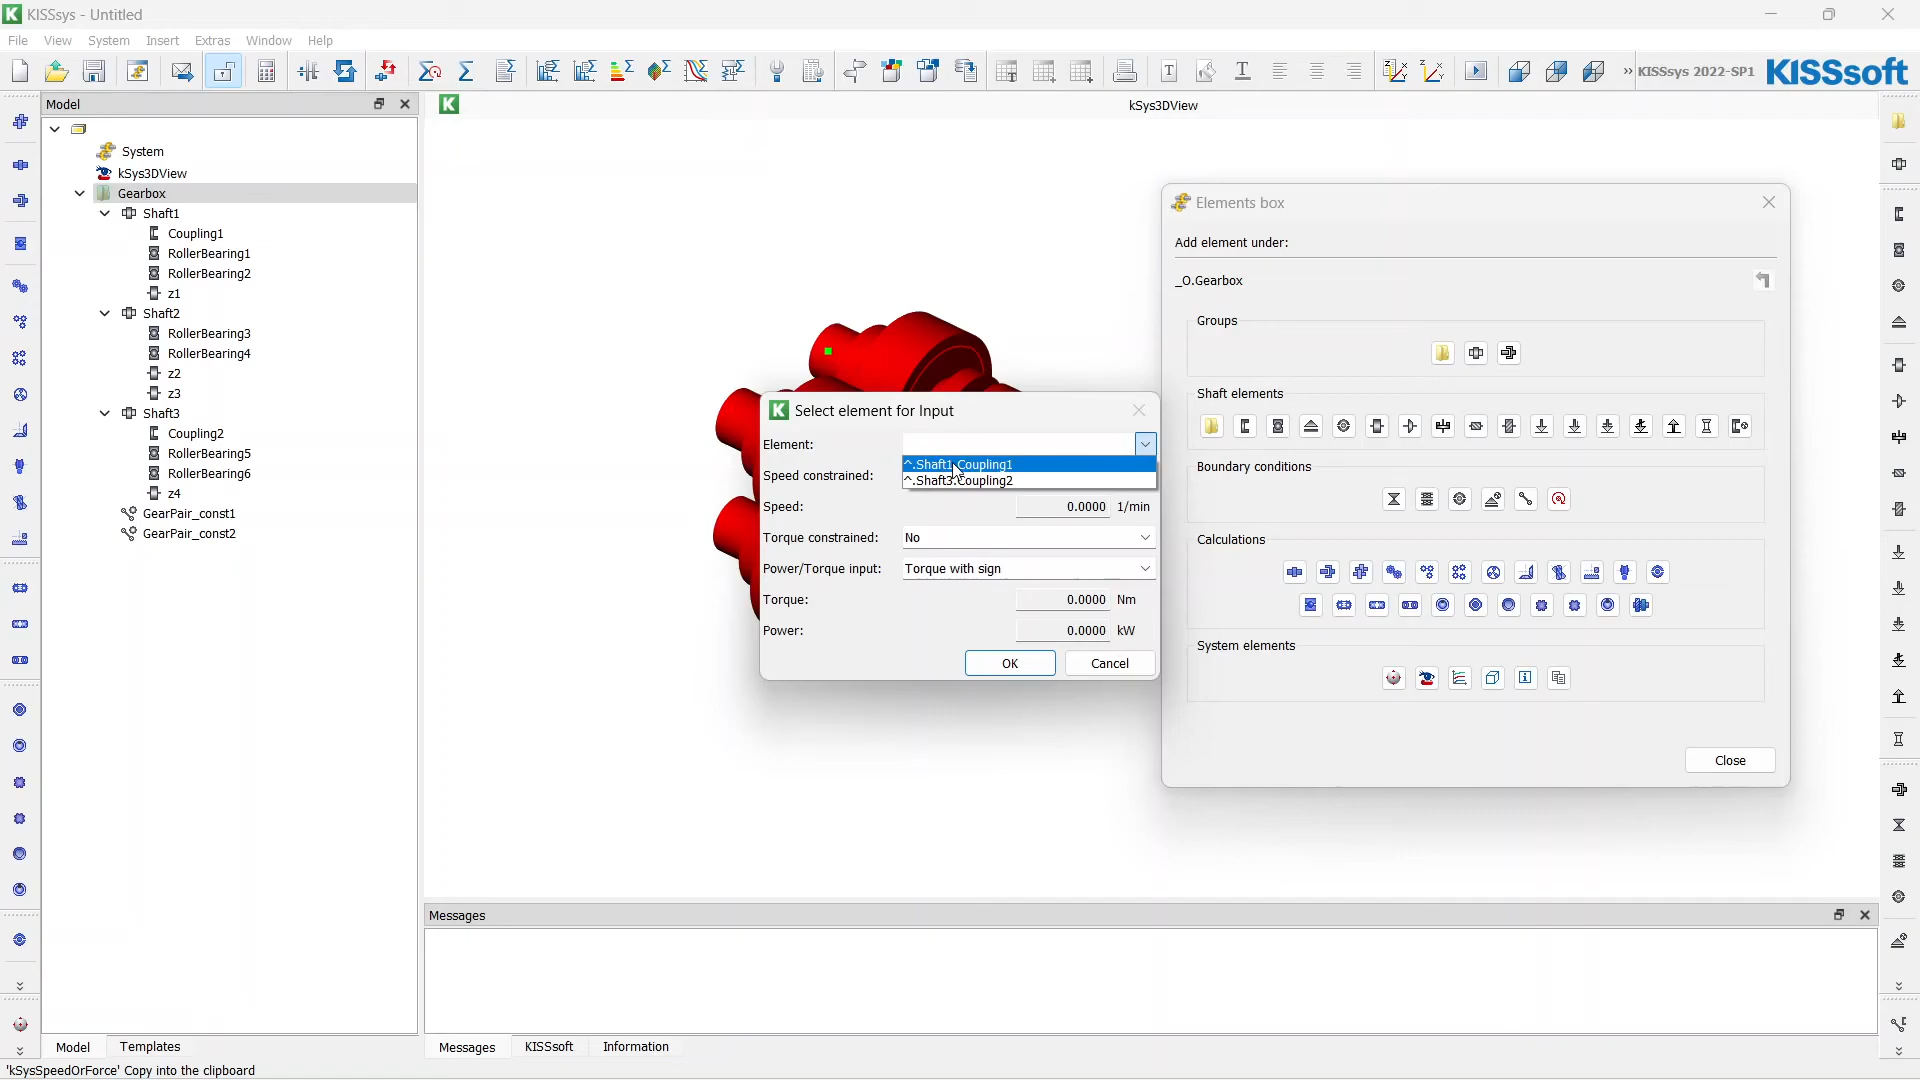 KISSsys - Untitled
File View System Insert Extras Window Help
» KISSsys 2022-SP1 KISSsoft
Model
kSys3DView
System
kSys3DView
Gearbox
Shaft1
Coupling1
RollerBearing1
RollerBearing2
z1
Shaft2
RollerBearing3
RollerBearing4
z2
z3
Shaft3
Coupling2
RollerBearing5
RollerBearing6
z4
GearPair_const1
GearPair_const2
Select element for Input
Element:
^.Shaft1.Coupling1
^.Shaft3.Coupling2
Speed constrained:
Speed: 0.0000 1/min
Torque constrained: No
Power/Torque input: Torque with sign
Torque: 0.0000 Nm
Power: 0.0000 kW
OK Cancel
Elements box
Add element under:
_O.Gearbox
Groups
Shaft elements
Boundary conditions
Calculations
System elements
Close
Messages
Messages KISSsoft Information
Model Templates
'kSysSpeedOrForce' Copy into the clipboard